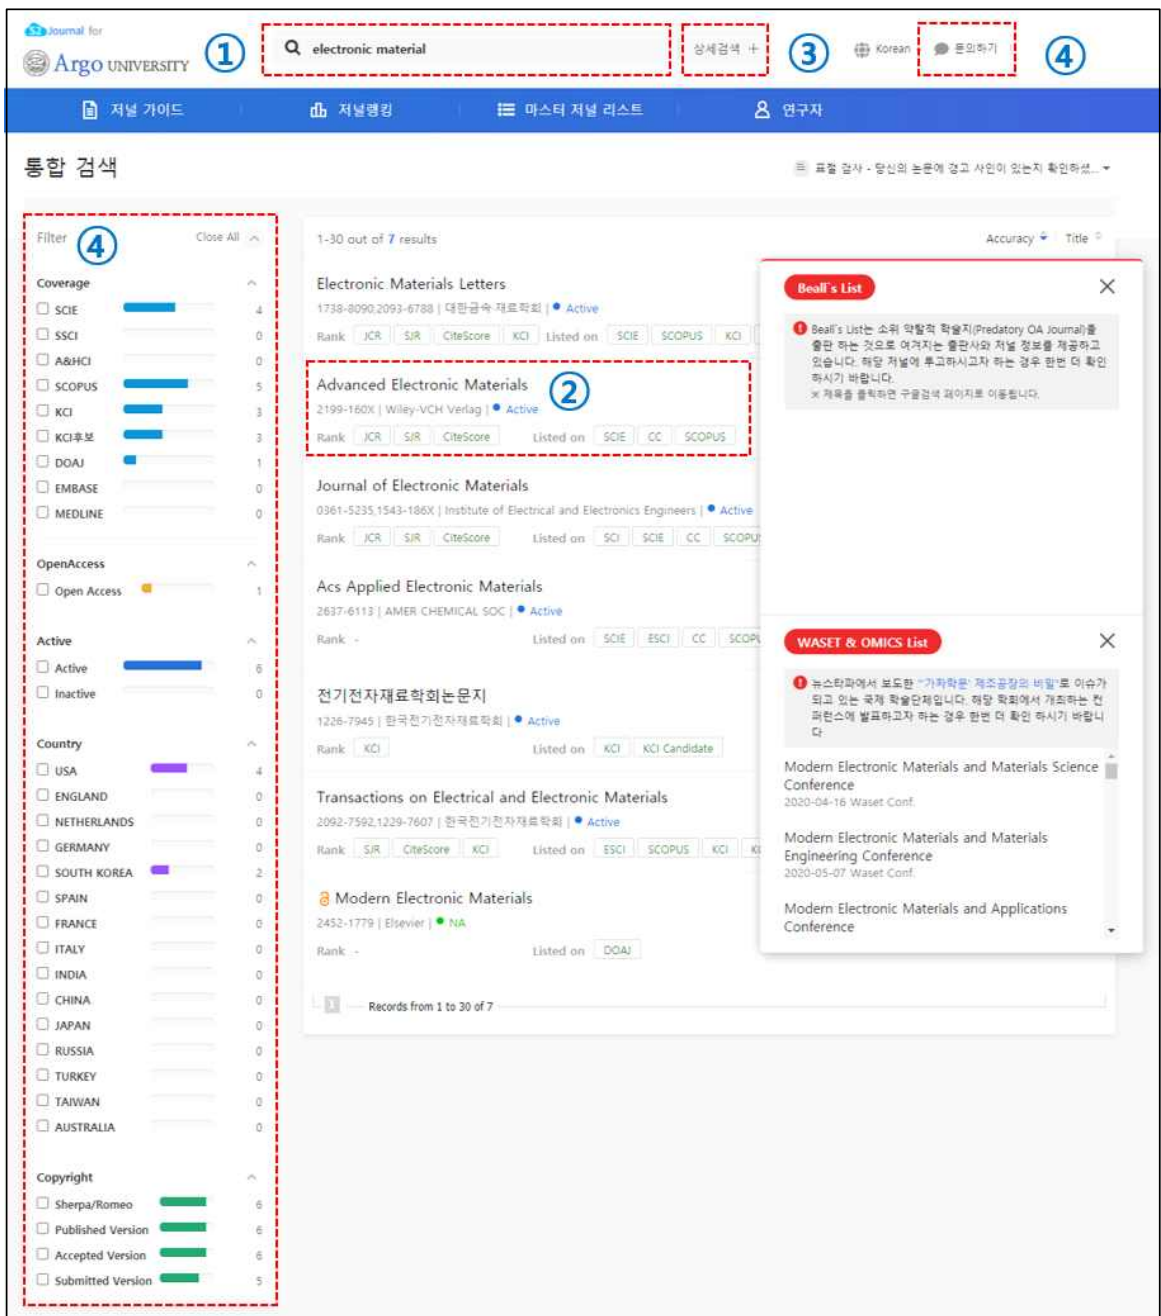 S2 Journal for
Argo UNIVERSITY
①
electronic material
상세검색 +
③
Korean
문의하기
④
저널 가이드
저널랭킹
마스터 저널 리스트
연구자
통합 검색
표절 검사 - 당신의 논문에 경고 사인이 있는지 확인하셨...
Filter
④
Close All
Coverage
SCIE 4
SSCI 0
A&HCI 0
SCOPUS 5
KCI 3
KCI후보 3
DOAJ 1
EMBASE 0
MEDLINE 0
OpenAccess
Open Access 1
Active
Active 6
Inactive 0
Country
USA 4
ENGLAND 0
NETHERLANDS 0
GERMANY 0
SOUTH KOREA 2
SPAIN 0
FRANCE 0
ITALY 0
INDIA 0
CHINA 0
JAPAN 0
RUSSIA 0
TURKEY 0
TAIWAN 0
AUSTRALIA 0
Copyright
Sherpa/Romeo 6
Published Version 6
Accepted Version 6
Submitted Version 5
1-30 out of 7 results
Accuracy
Title
Electronic Materials Letters
1738-8090,2093-6788 | 대한금속·재료학회 | Active
Rank JCR SJR CiteScore KCI Listed on SCIE SCOPUS KCI
Advanced Electronic Materials
②
2199-160X | Wiley-VCH Verlag | Active
Rank JCR SJR CiteScore Listed on SCIE CC SCOPUS
Journal of Electronic Materials
0361-5235,1543-186X | Institute of Electrical and Electronics Engineers | Active
Rank JCR SJR CiteScore Listed on SCI SCIE CC SCOPU
Acs Applied Electronic Materials
2637-6113 | AMER CHEMICAL SOC | Active
Rank - Listed on SCIE ESCI CC SCOPU
전기전자재료학회논문지
1226-7945 | 한국전기전자재료학회 | Active
Rank KCI Listed on KCI KCI Candidate
Transactions on Electrical and Electronic Materials
2092-7592,1229-7607 | 한국전기전자재료학회 | Active
Rank SJR CiteScore KCI Listed on ESCI SCOPUS KCI
Modern Electronic Materials
2452-1779 | Elsevier | NA
Rank - Listed on DOAJ
1
Records from 1 to 30 of 7
Beall`s List
Beall`s List는 소위 약탈적 학술지(Predatory OA Journal)를
출판 하는 것으로 여겨지는 출판사와 저널 정보를 제공하고
있습니다. 해당 저널에 투고하시고자 하는 경우 한번 더 확인
하시기 바랍니다.
※ 제목을 클릭하면 구글검색 페이지로 이동됩니다.
WASET & OMICS List
뉴스타파에서 보도한 "'가짜학문' 제조공장의 비밀"로 이슈가
되고 있는 국제 학술단체입니다. 해당 학회에서 개최하는 컨
퍼런스에 발표하고자 하는 경우 한번 더 확인 하시기 바랍니
다
Modern Electronic Materials and Materials Science
Conference
2020-04-16 Waset Conf.
Modern Electronic Materials and Materials
Engineering Conference
2020-05-07 Waset Conf.
Modern Electronic Materials and Applications
Conference